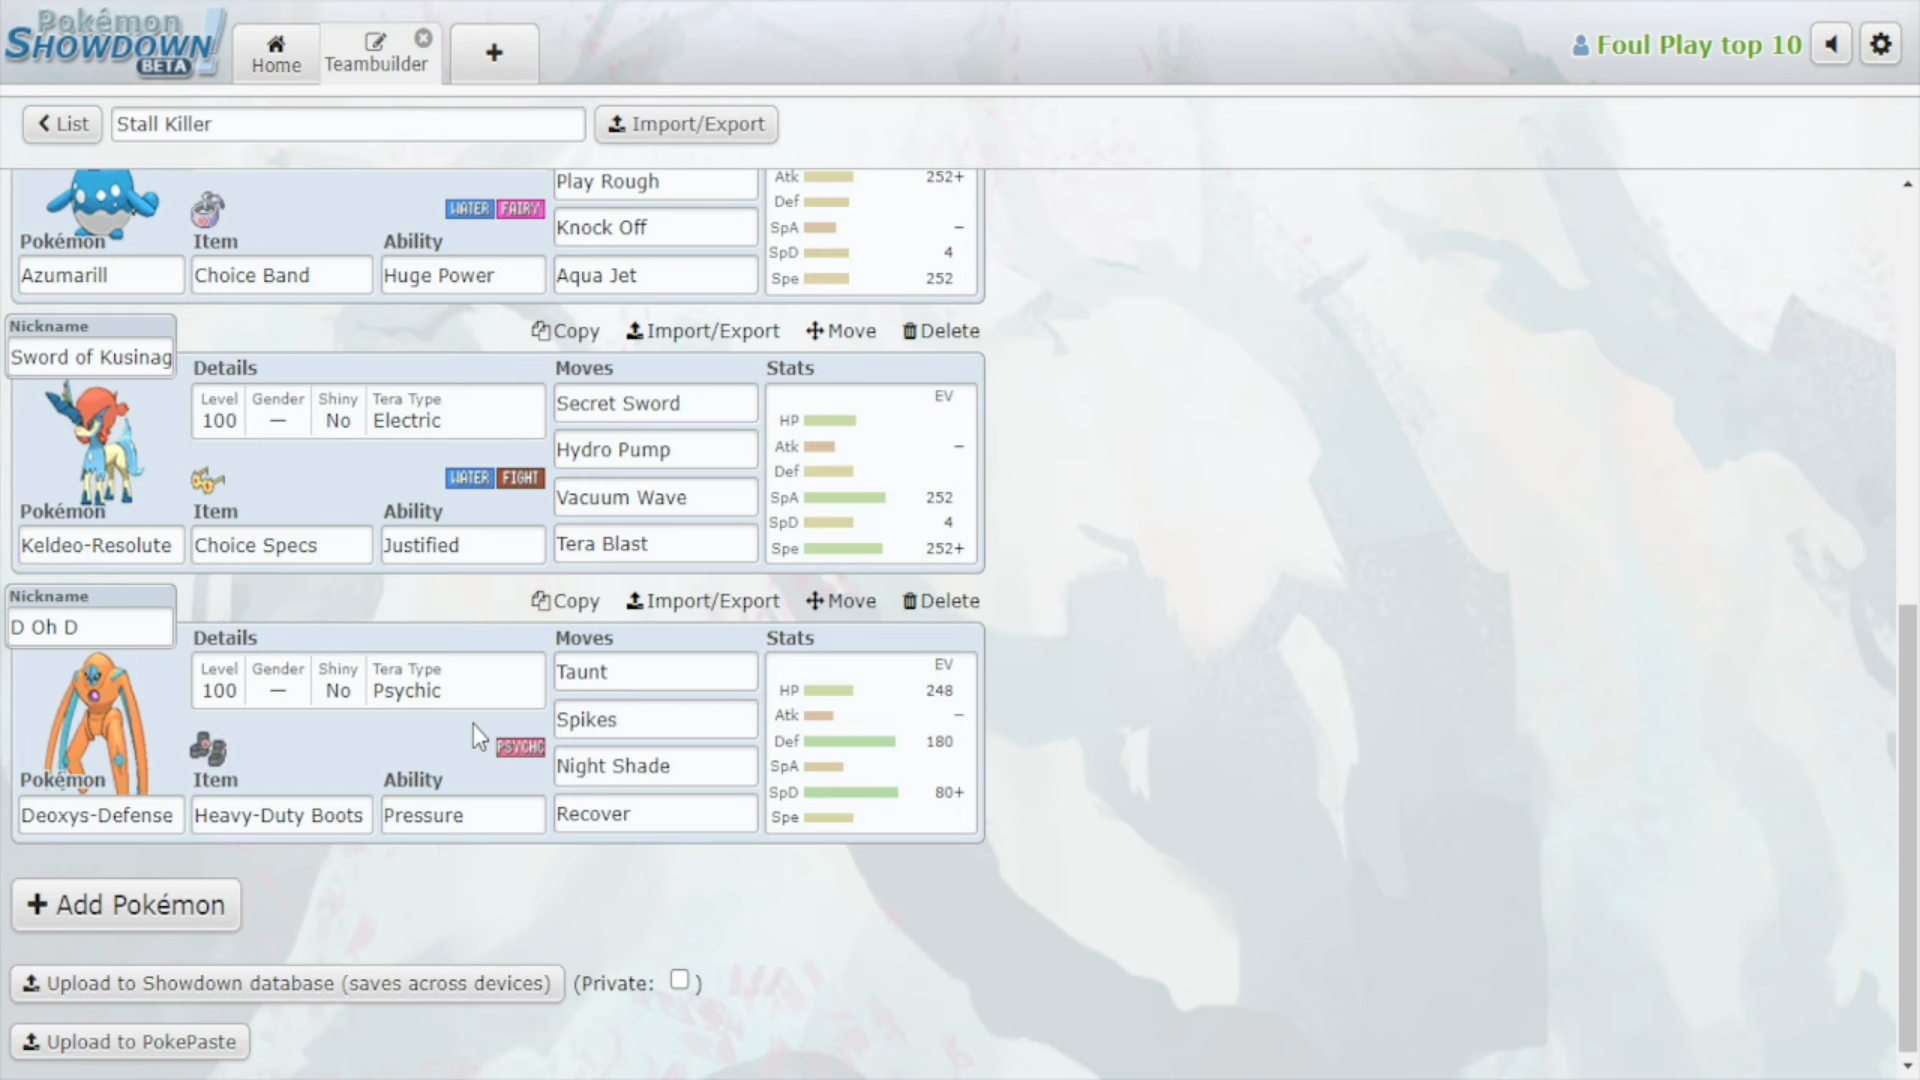 Pokémon
SHOWDOWN!
BETA
Home
Teambuilder
Foul Play top 10
List
Stall Killer
Import/Export
Play Rough
Atk 252+
Def
WATER FAIRY
Knock Off
SpA –
Pokémon Item Ability
SpD 4
Azumarill Choice Band Huge Power Aqua Jet
Spe 252
Nickname
Sword of Kusinag
Copy Import/Export Move Delete
Details Moves Stats
Level Gender Shiny Tera Type
100 — No Electric
Secret Sword
EV
HP
Hydro Pump
Atk –
Def
WATER FIGHT
Vacuum Wave
SpA 252
Pokémon Item Ability
SpD 4
Keldeo-Resolute Choice Specs Justified Tera Blast
Spe 252+
Nickname
D Oh D
Copy Import/Export Move Delete
Details Moves Stats
Level Gender Shiny Tera Type
100 — No Psychic
Taunt
EV
HP 248
Spikes
Atk –
Def 180
PSYCHC
Night Shade
SpA
Pokémon Item Ability
SpD 80+
Deoxys-Defense Heavy-Duty Boots Pressure Recover
Spe
+ Add Pokémon
Upload to Showdown database (saves across devices) (Private: )
Upload to PokePaste